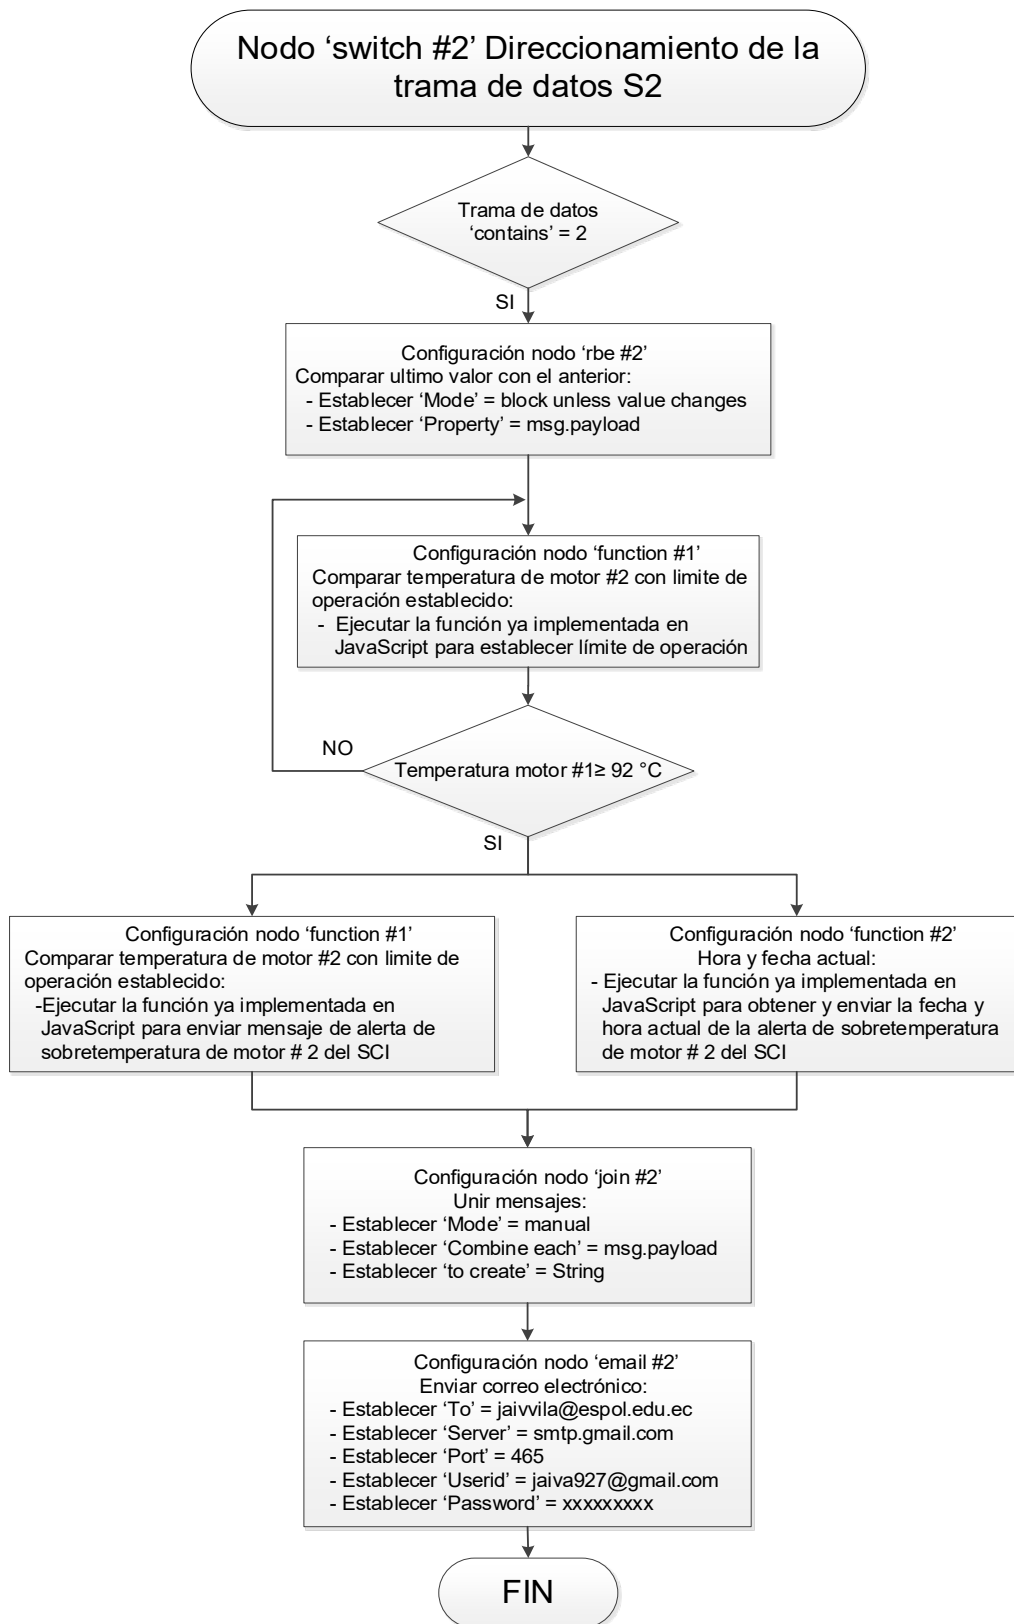 Nodo ‘switch #2’ Direccionamiento de la
trama de datos S2
Trama de datos
‘contains’ = 2
SI
Configuración nodo ‘rbe #2’
Comparar ultimo valor con el anterior:
- Establecer ‘Mode’ = block unless value changes
- Establecer ‘Property’ = msg.payload
Configuración nodo ‘function #1’
Comparar temperatura de motor #2 con limite de
operación establecido:
- Ejecutar la función ya implementada en
JavaScript para establecer límite de operación
NO
Temperatura motor #1≥ 92 °C
SI
Configuración nodo ‘function #1’
Comparar temperatura de motor #2 con limite de
operación establecido:
-Ejecutar la función ya implementada en
JavaScript para enviar mensaje de alerta de
sobretemperatura de motor # 2 del SCI
Configuración nodo ‘function #2’
Hora y fecha actual:
- Ejecutar la función ya implementada en
JavaScript para obtener y enviar la fecha y
hora actual de la alerta de sobretemperatura
de motor # 2 del SCI
Configuración nodo ‘join #2’
Unir mensajes:
- Establecer ‘Mode’ = manual
- Establecer ‘Combine each’ = msg.payload
- Establecer ‘to create’ = String
Configuración nodo ‘email #2’
Enviar correo electrónico:
- Establecer ‘To’ = jaivvila@espol.edu.ec
- Establecer ‘Server’ = smtp.gmail.com
- Establecer ‘Port’ = 465
- Establecer ‘Userid’ = jaiva927@gmail.com
- Establecer ‘Password’ = xxxxxxxxx
FIN